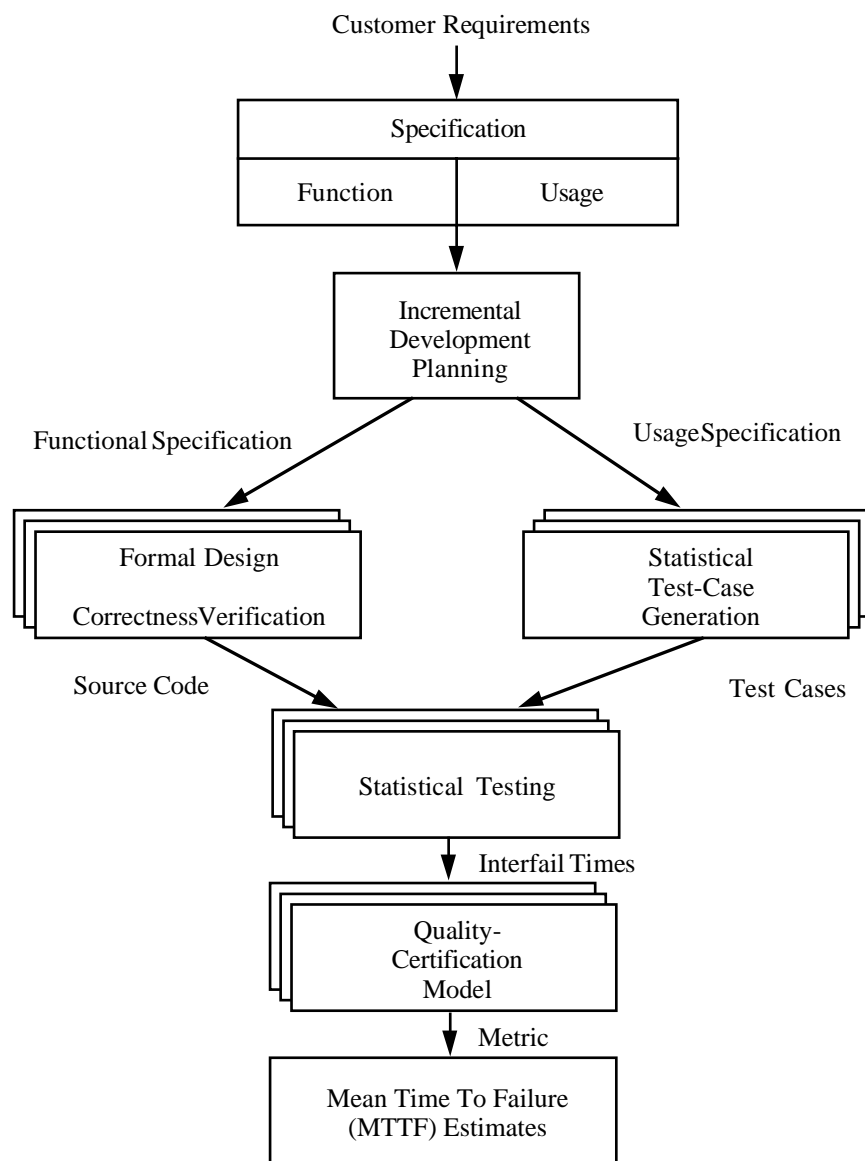 Customer Requirements
Specification
Function
Usage
Incremental
Development
Planning
Functional Specification
UsageSpecification
Formal Design
CorrectnessVerification
Statistical
Test-Case
Generation
Source Code
Test Cases
Statistical Testing
Interfail Times
Quality-
Certification
Model
Metric
Mean Time To Failure
(MTTF) Estimates